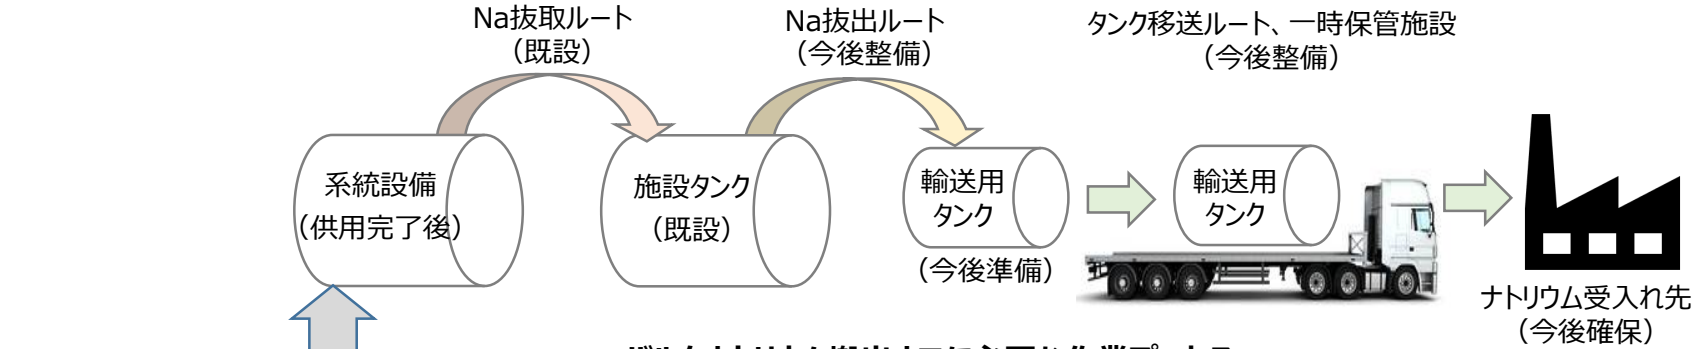 Na抜取ルート
（既設）
Na抜出ルート
（今後整備）
タンク移送ルート、一時保管施設
（今後整備）
系統設備
（供用完了後）
施設タンク
（既設）
輸送用
タンク
（今後準備）
輸送用
タンク
ナトリウム受入れ先
（今後確保）